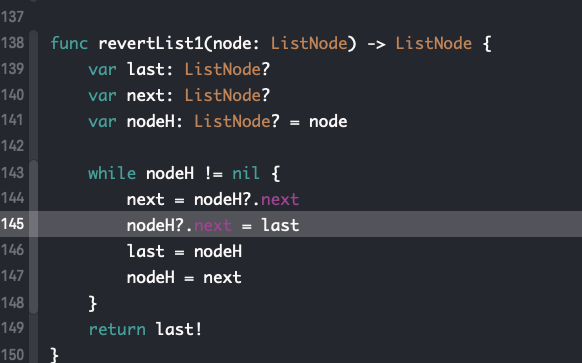 137
138 func revertList1(node: ListNode) -> ListNode {
139     var last: ListNode?
140     var next: ListNode?
141     var nodeH: ListNode? = node
142
143     while nodeH != nil {
144         next = nodeH?.next
145         nodeH?.next = last
146         last = nodeH
147         nodeH = next
148     }
149     return last!
150 }